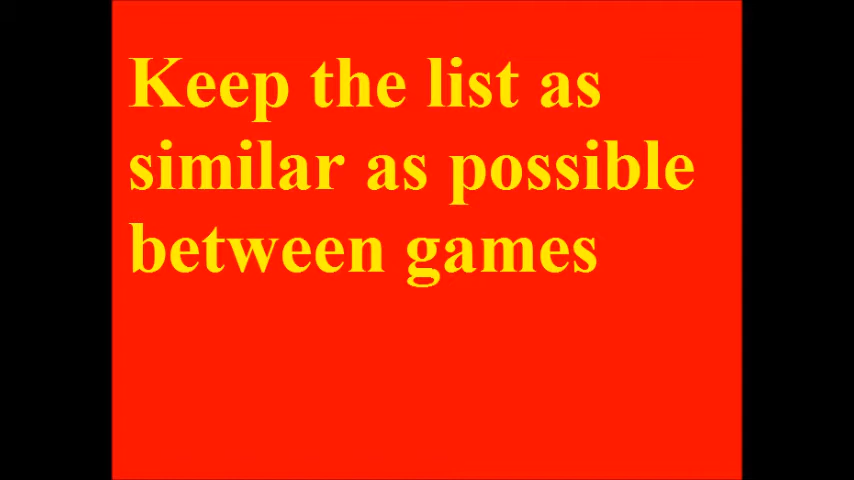 Keep the list as
similar as possible
between games